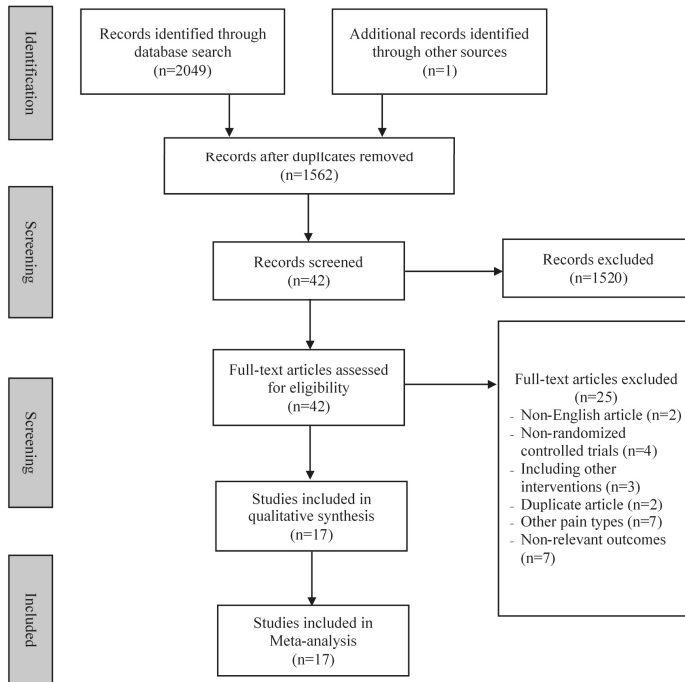 Identification
Records identified through
database search
(n=2049)
Additional records identified
through other sources
(n=1)
Records after duplicates removed
(n=1562)
Screening
Records screened
(n=42)
Records excluded
(n=1520)
Screening
Full-text articles assessed
for eligibility
(n=42)
Full-text articles excluded
(n=25)
- Non-English article (n=2)
- Non-randomized
controlled trials (n=4)
- Including other
interventions (n=3)
- Duplicate article (n=2)
- Other pain types (n=7)
- Non-relevant outcomes
(n=7)
Studies included in
qualitative synthesis
(n=17)
Included
Studies included in
Meta-analysis
(n=17)